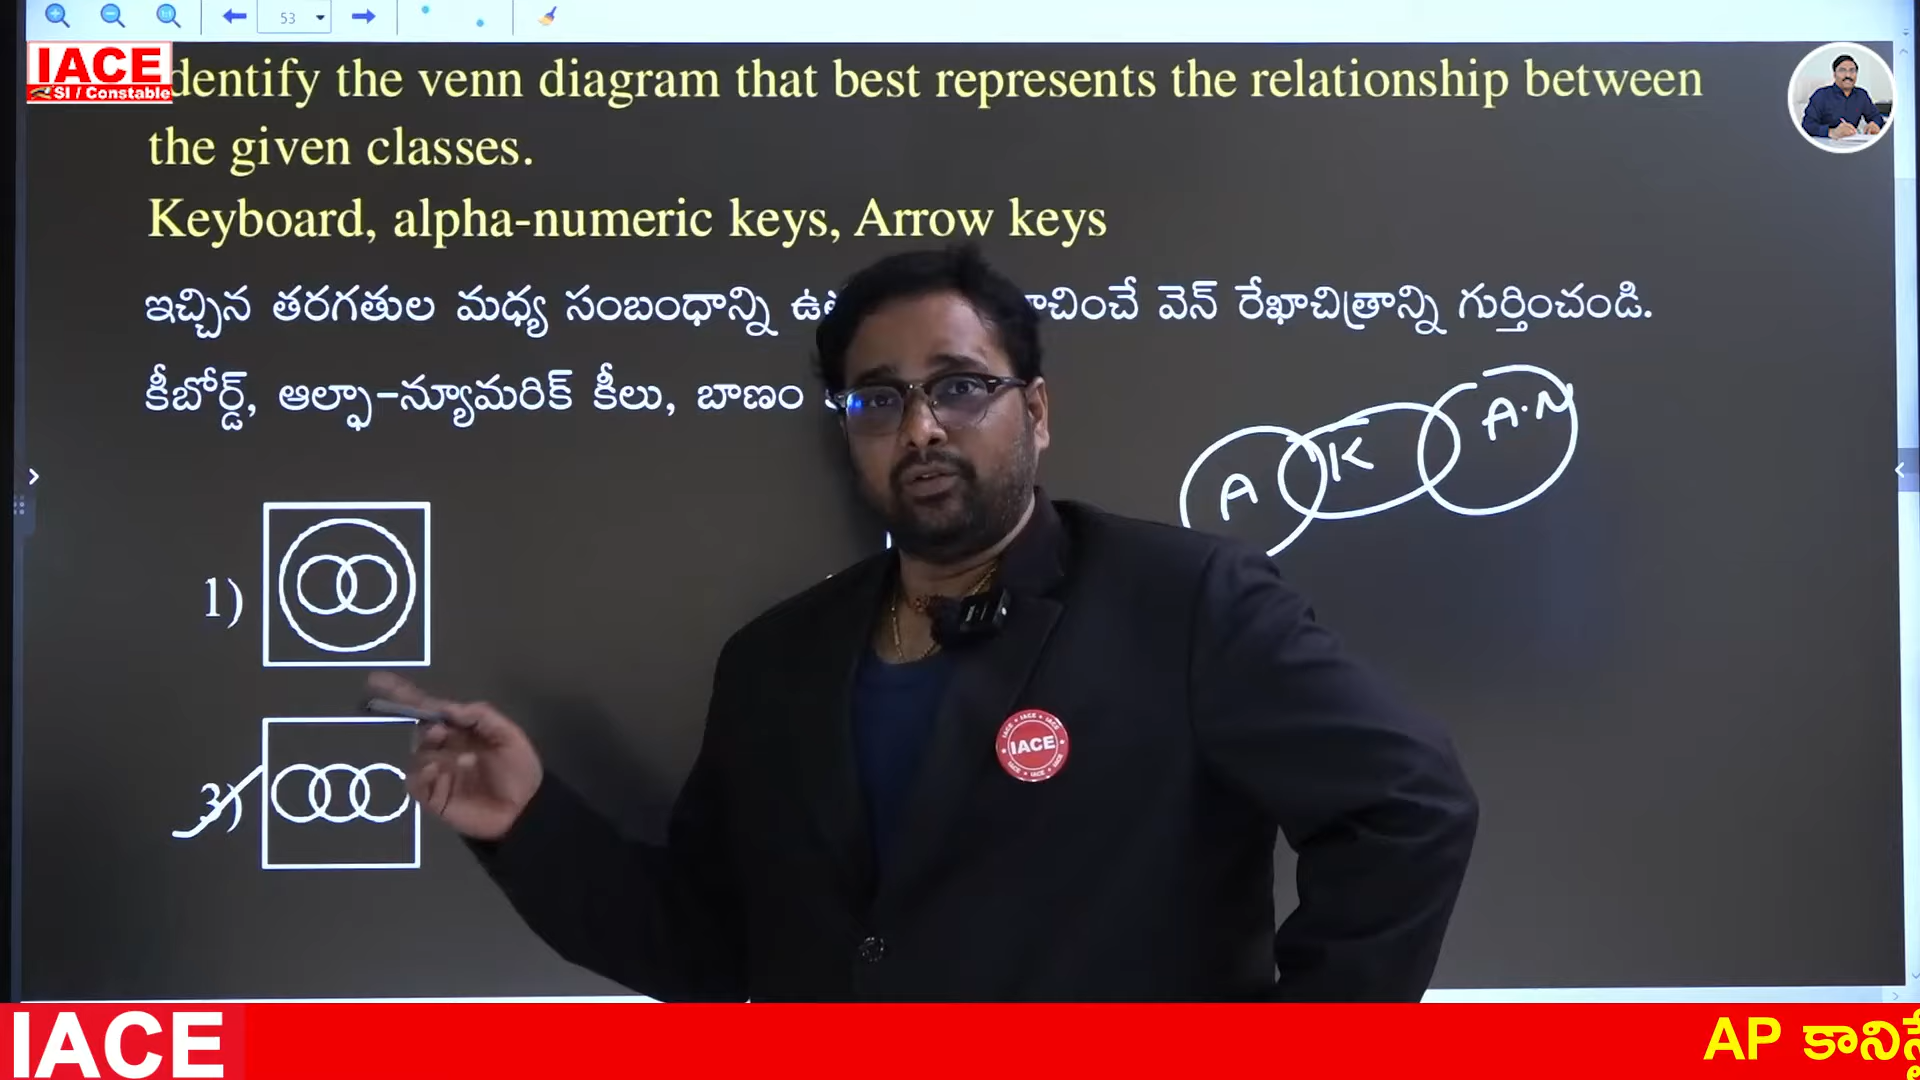 53
IACE
SI / Constable
dentify the venn diagram that best represents the relationship between
the given classes.
Keyboard, alpha-numeric keys, Arrow keys
ఇచ్చిన తరగతుల మధ్య సంబంధాన్ని వెన్ రేఖాచిత్రాన్ని గుర్తించండి.
కీబోర్డ్, ఆల్ఫా-న్యూమరిక్ కీలు, బాణం
A K A.N
1)
3)
IACE
IACE
AP